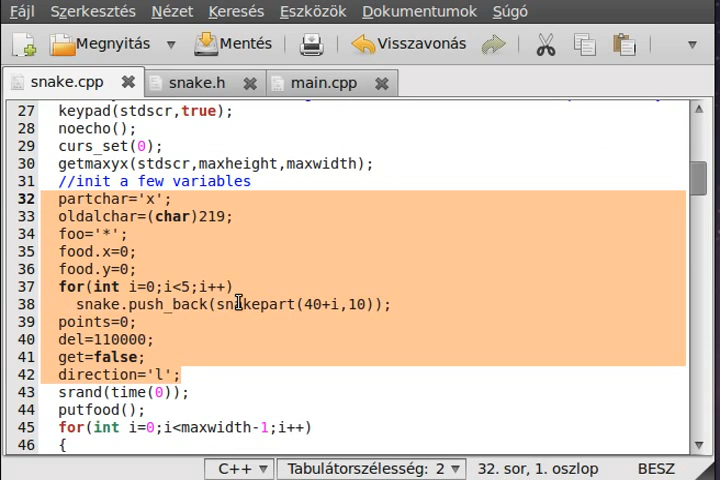 Fájl Szerkesztés Nézet Keresés Eszközök Dokumentumok Súgó
Megnyitás Mentés Visszavonás
snake.cpp snake.h main.cpp
27 keypad(stdscr,true);
28 noecho();
29 curs_set(0);
30 getmaxyx(stdscr,maxheight,maxwidth);
31 //init a few variables
32 partchar='x';
33 oldalchar=(char)219;
34 foo='*';
35 food.x=0;
36 food.y=0;
37 for(int i=0;i<5;i++)
38 snake.push_back(snakepart(40+i,10));
39 points=0;
40 del=110000;
41 get=false;
42 direction='l';
43 srand(time(0));
44 putfood();
45 for(int i=0;i<maxwidth-1;i++)
46 {
C++ Tabulátorszélesség: 2 32. sor, 1. oszlop BESZ